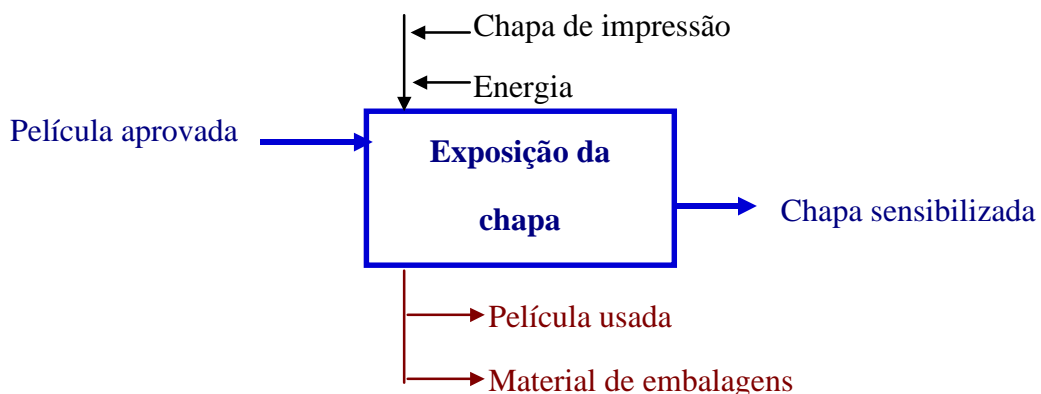 Chapa de impressão
Energia
Película aprovada
Exposição da
chapa
Chapa sensibilizada
Película usada
Material de embalagens